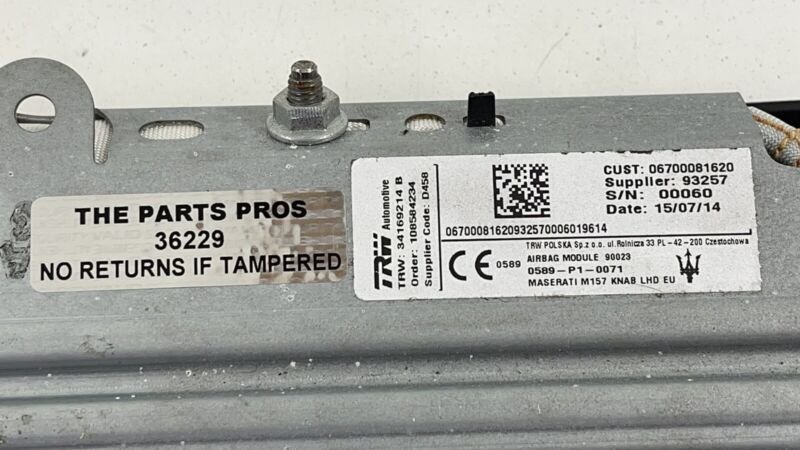 THE PARTS PROS
36229
NO RETURNS IF TAMPERED
TRW Automotive
TRW: 34169214 B
Order: 108584234
Supplier Code: D458
CUST: 06700081620
Supplier: 93257
S/N: 00060
Date: 15/07/14
06700081620932570006019614
TRW POLSKA Sp.z o.o. ul.Rolnicza 33 PL-42-200 Czestochowa
CE 0589
AIRBAG MODULE 90023
0589-P1-0071
MASERATI M157 KNAB LHD EU